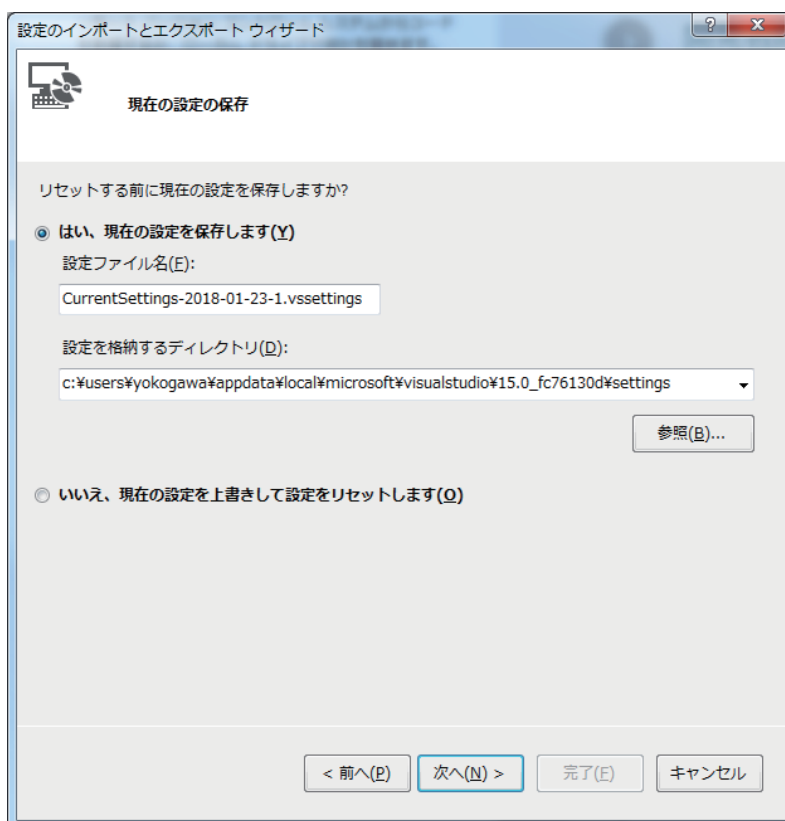 設定のインポートとエクスポート ウィザード
現在の設定の保存
リセットする前に現在の設定を保存しますか?
はい、現在の設定を保存します(Y)
設定ファイル名(F):
CurrentSettings-2018-01-23-1.vssettings
設定を格納するディレクトリ(D):
c:¥users¥yokogawa¥appdata¥local¥microsoft¥visualstudio¥15.0_fc76130d¥settings
参照(B)...
いいえ、現在の設定を上書きして設定をリセットします(O)
< 前へ(P) 次へ(N) > 完了(F) キャンセル